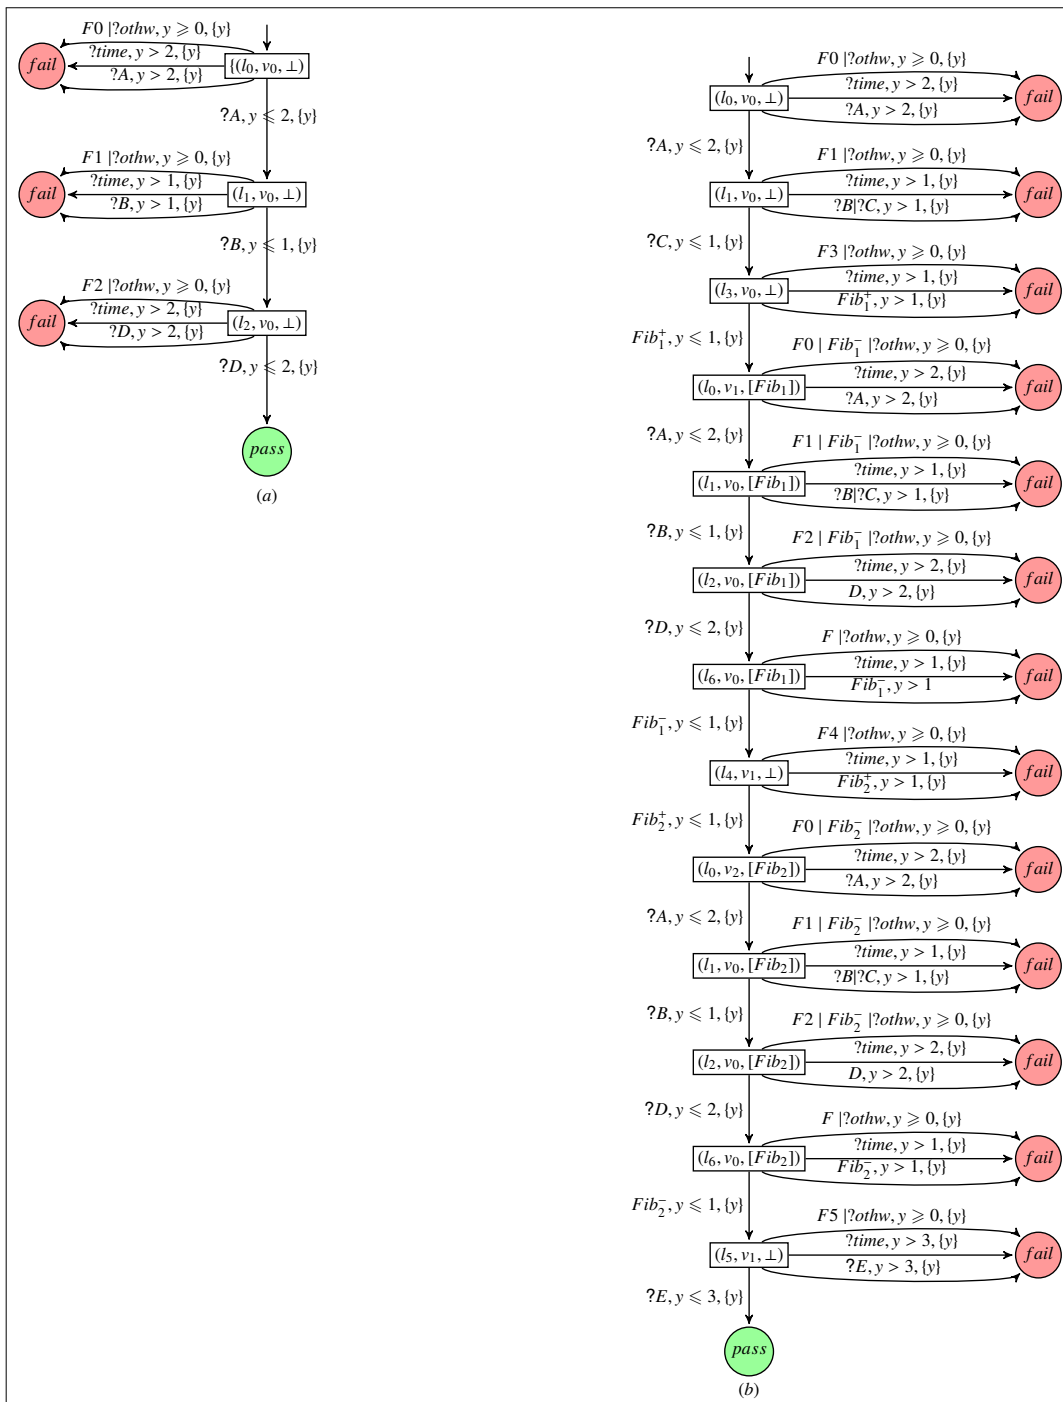 F0 |?othw, y ⩾ 0, {y}
?time, y > 2, {y}
?A, y > 2, {y}
fail
{(l₀, v₀, ⊥)
?A, y ⩽ 2, {y}
F1 |?othw, y ⩾ 0, {y}
?time, y > 1, {y}
?B, y > 1, {y}
fail
(l₁, v₀, ⊥)
?B, y ⩽ 1, {y}
F2 |?othw, y ⩾ 0, {y}
?time, y > 2, {y}
?D, y > 2, {y}
fail
(l₂, v₀, ⊥)
?D, y ⩽ 2, {y}
pass
(a)
F0 |?othw, y ⩾ 0, {y}
?time, y > 2, {y}
?A, y > 2, {y}
(l₀, v₀, ⊥)
fail
?A, y ⩽ 2, {y}
F1 |?othw, y ⩾ 0, {y}
?time, y > 1, {y}
?B|?C, y > 1, {y}
(l₁, v₀, ⊥)
fail
?C, y ⩽ 1, {y}
F3 |?othw, y ⩾ 0, {y}
?time, y > 1, {y}
Fib₁⁺, y > 1, {y}
(l₃, v₀, ⊥)
fail
Fib₁⁺, y ⩽ 1, {y}
F0 | Fib₁⁻ |?othw, y ⩾ 0, {y}
?time, y > 2, {y}
?A, y > 2, {y}
(l₀, v₁, [Fib₁])
fail
?A, y ⩽ 2, {y}
F1 | Fib₁⁻ |?othw, y ⩾ 0, {y}
?time, y > 1, {y}
?B|?C, y > 1, {y}
(l₁, v₀, [Fib₁])
fail
?B, y ⩽ 1, {y}
F2 | Fib₁⁻ |?othw, y ⩾ 0, {y}
?time, y > 2, {y}
D, y > 2, {y}
(l₂, v₀, [Fib₁])
fail
?D, y ⩽ 2, {y}
F |?othw, y ⩾ 0, {y}
?time, y > 1, {y}
Fib₁⁻, y > 1
(l₆, v₀, [Fib₁])
fail
Fib₁⁻, y ⩽ 1, {y}
F4 |?othw, y ⩾ 0, {y}
?time, y > 1, {y}
Fib₂⁺, y > 1, {y}
(l₄, v₁, ⊥)
fail
Fib₂⁺, y ⩽ 1, {y}
F0 | Fib₂⁻ |?othw, y ⩾ 0, {y}
?time, y > 2, {y}
?A, y > 2, {y}
(l₀, v₂, [Fib₂])
fail
?A, y ⩽ 2, {y}
F1 | Fib₂⁻ |?othw, y ⩾ 0, {y}
?time, y > 1, {y}
?B|?C, y > 1, {y}
(l₁, v₀, [Fib₂])
fail
?B, y ⩽ 1, {y}
F2 | Fib₂⁻ |?othw, y ⩾ 0, {y}
?time, y > 2, {y}
D, y > 2, {y}
(l₂, v₀, [Fib₂])
fail
?D, y ⩽ 2, {y}
F |?othw, y ⩾ 0, {y}
?time, y > 1, {y}
Fib₂⁻, y > 1, {y}
(l₆, v₀, [Fib₂])
fail
Fib₂⁻, y ⩽ 1, {y}
F5 |?othw, y ⩾ 0, {y}
?time, y > 3, {y}
?E, y > 3, {y}
(l₅, v₁, ⊥)
fail
?E, y ⩽ 3, {y}
pass
(b)